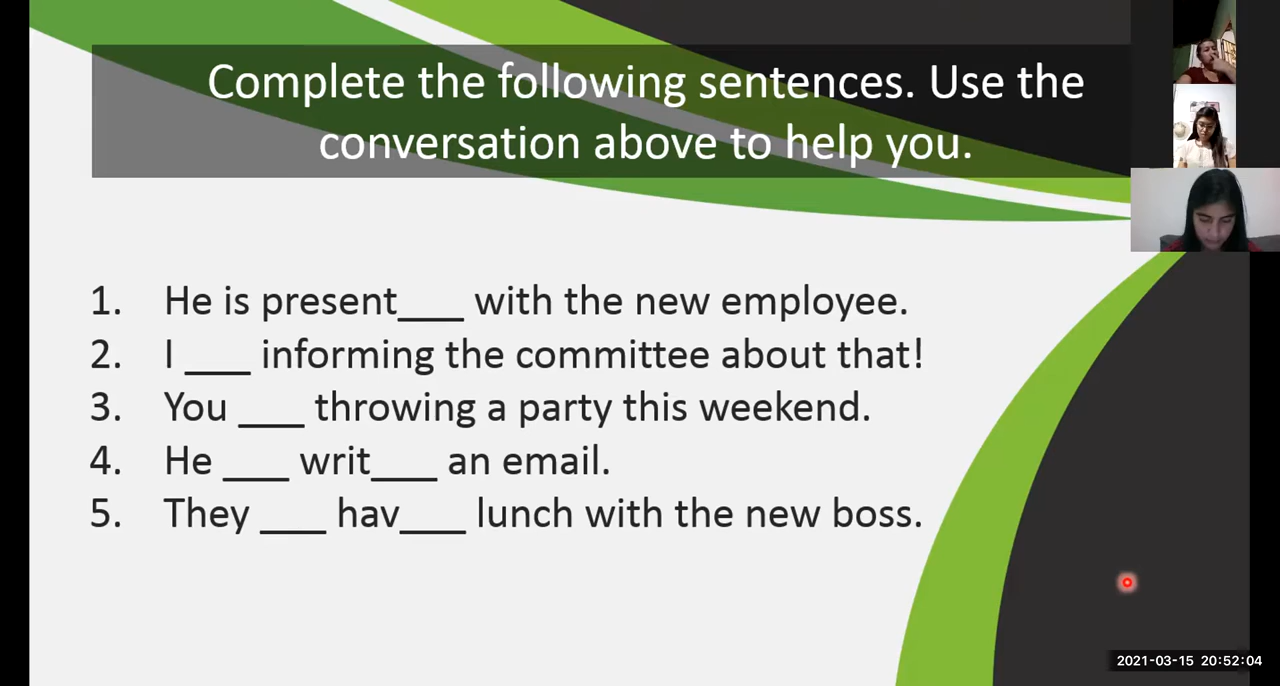 Complete the following sentences. Use the
conversation above to help you.
1. He is present___ with the new employee.
2. I ___ informing the committee about that!
3. You ___ throwing a party this weekend.
4. He ___ writ___ an email.
5. They ___ hav___ lunch with the new boss.
2021-03-15 20:52:04